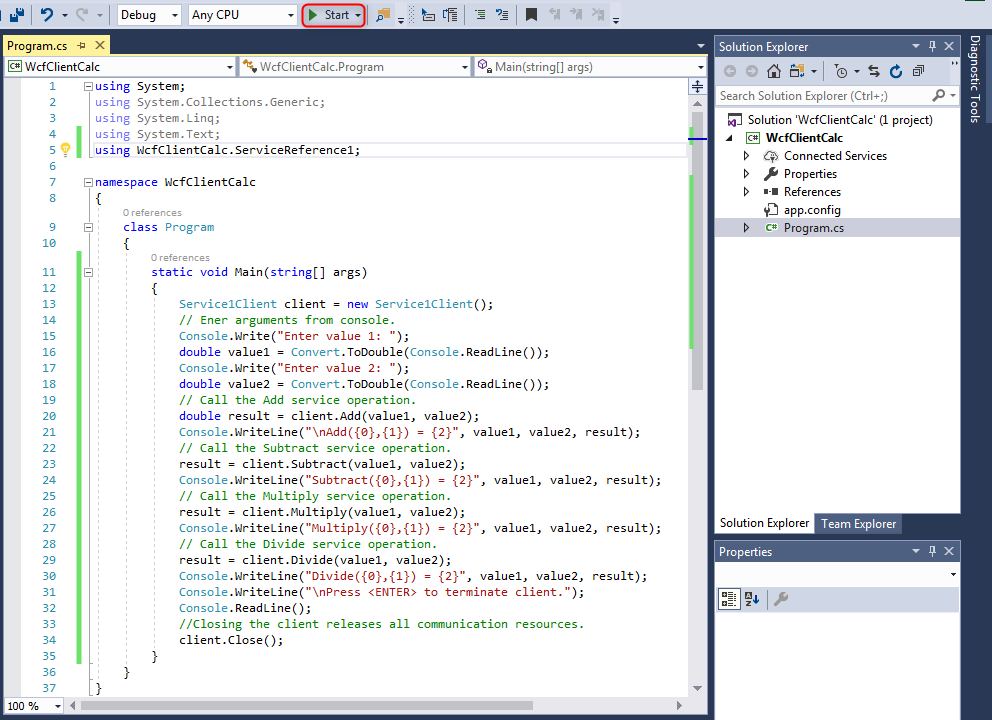 Debug Any CPU Start
Program.cs
WcfClientCalc WcfClientCalc.Program Main(string[] args)
1 using System;
2 using System.Collections.Generic;
3 using System.Linq;
4 using System.Text;
5 using WcfClientCalc.ServiceReference1;
6
7 namespace WcfClientCalc
8 {
0 references
9 class Program
10 {
0 references
11 static void Main(string[] args)
12 {
13 Service1Client client = new Service1Client();
14 // Ener arguments from console.
15 Console.Write("Enter value 1: ");
16 double value1 = Convert.ToDouble(Console.ReadLine());
17 Console.Write("Enter value 2: ");
18 double value2 = Convert.ToDouble(Console.ReadLine());
19 // Call the Add service operation.
20 double result = client.Add(value1, value2);
21 Console.WriteLine("\nAdd({0},{1}) = {2}", value1, value2, result);
22 // Call the Subtract service operation.
23 result = client.Subtract(value1, value2);
24 Console.WriteLine("Subtract({0},{1}) = {2}", value1, value2, result);
25 // Call the Multiply service operation.
26 result = client.Multiply(value1, value2);
27 Console.WriteLine("Multiply({0},{1}) = {2}", value1, value2, result);
28 // Call the Divide service operation.
29 result = client.Divide(value1, value2);
30 Console.WriteLine("Divide({0},{1}) = {2}", value1, value2, result);
31 Console.WriteLine("\nPress <ENTER> to terminate client.");
32 Console.ReadLine();
33 //Closing the client releases all communication resources.
34 client.Close();
35 }
36 }
37 }
100 %
Solution Explorer
Search Solution Explorer (Ctrl+;)
Solution 'WcfClientCalc' (1 project)
C# WcfClientCalc
Connected Services
Properties
References
app.config
C# Program.cs
Solution Explorer Team Explorer
Properties
Diagnostic Tools